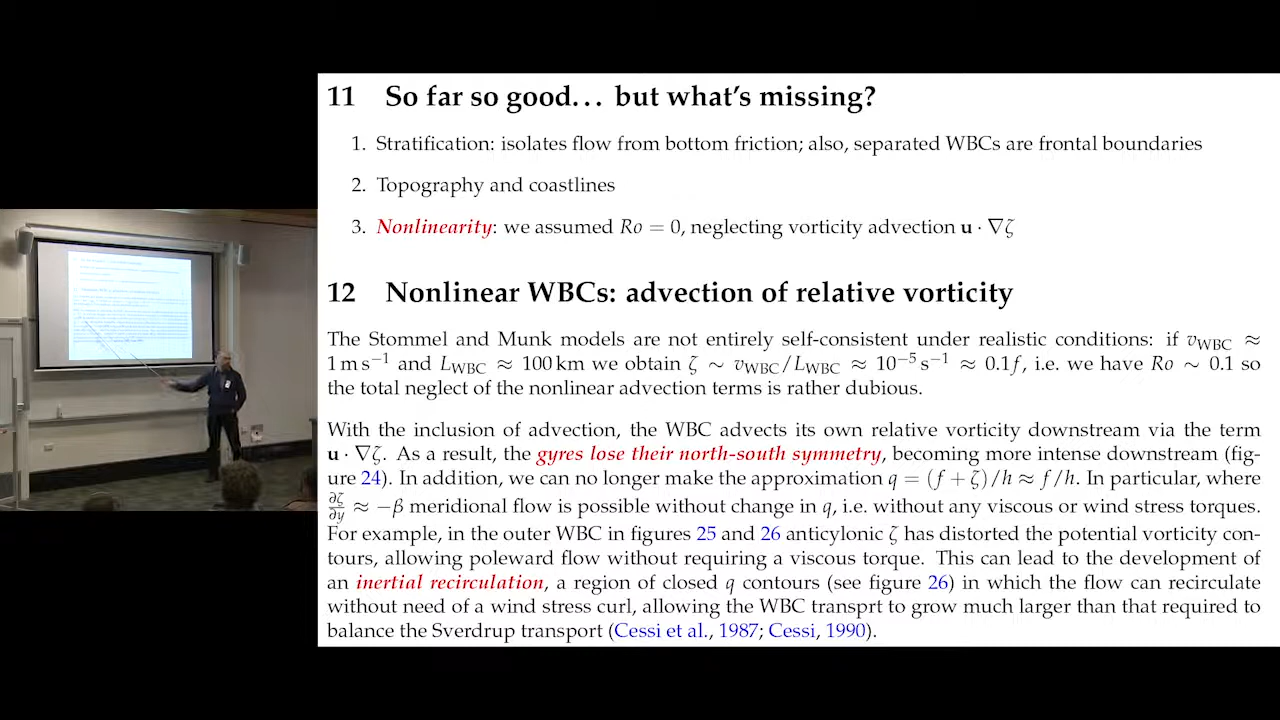 11 So far so good... but what's missing?
1. Stratification: isolates flow from bottom friction; also, separated WBCs are frontal boundaries
2. Topography and coastlines
3. Nonlinearity: we assumed Ro = 0, neglecting vorticity advection u · ∇ζ
12 Nonlinear WBCs: advection of relative vorticity
The Stommel and Munk models are not entirely self-consistent under realistic conditions: if v_WBC ≈
1 m s⁻¹ and L_WBC ≈ 100 km we obtain ζ ∼ v_WBC/L_WBC ≈ 10⁻⁵ s⁻¹ ≈ 0.1f, i.e. we have Ro ∼ 0.1 so
the total neglect of the nonlinear advection terms is rather dubious.
With the inclusion of advection, the WBC advects its own relative vorticity downstream via the term
u · ∇ζ. As a result, the gyres lose their north-south symmetry, becoming more intense downstream (fig-
ure 24). In addition, we can no longer make the approximation q = (f + ζ)/h ≈ f/h. In particular, where
∂ζ/∂y ≈ −β meridional flow is possible without change in q, i.e. without any viscous or wind stress torques.
For example, in the outer WBC in figures 25 and 26 anticylonic ζ has distorted the potential vorticity con-
tours, allowing poleward flow without requiring a viscous torque. This can lead to the development of
an inertial recirculation, a region of closed q contours (see figure 26) in which the flow can recirculate
without need of a wind stress curl, allowing the WBC transprt to grow much larger than that required to
balance the Sverdrup transport (Cessi et al., 1987; Cessi, 1990).